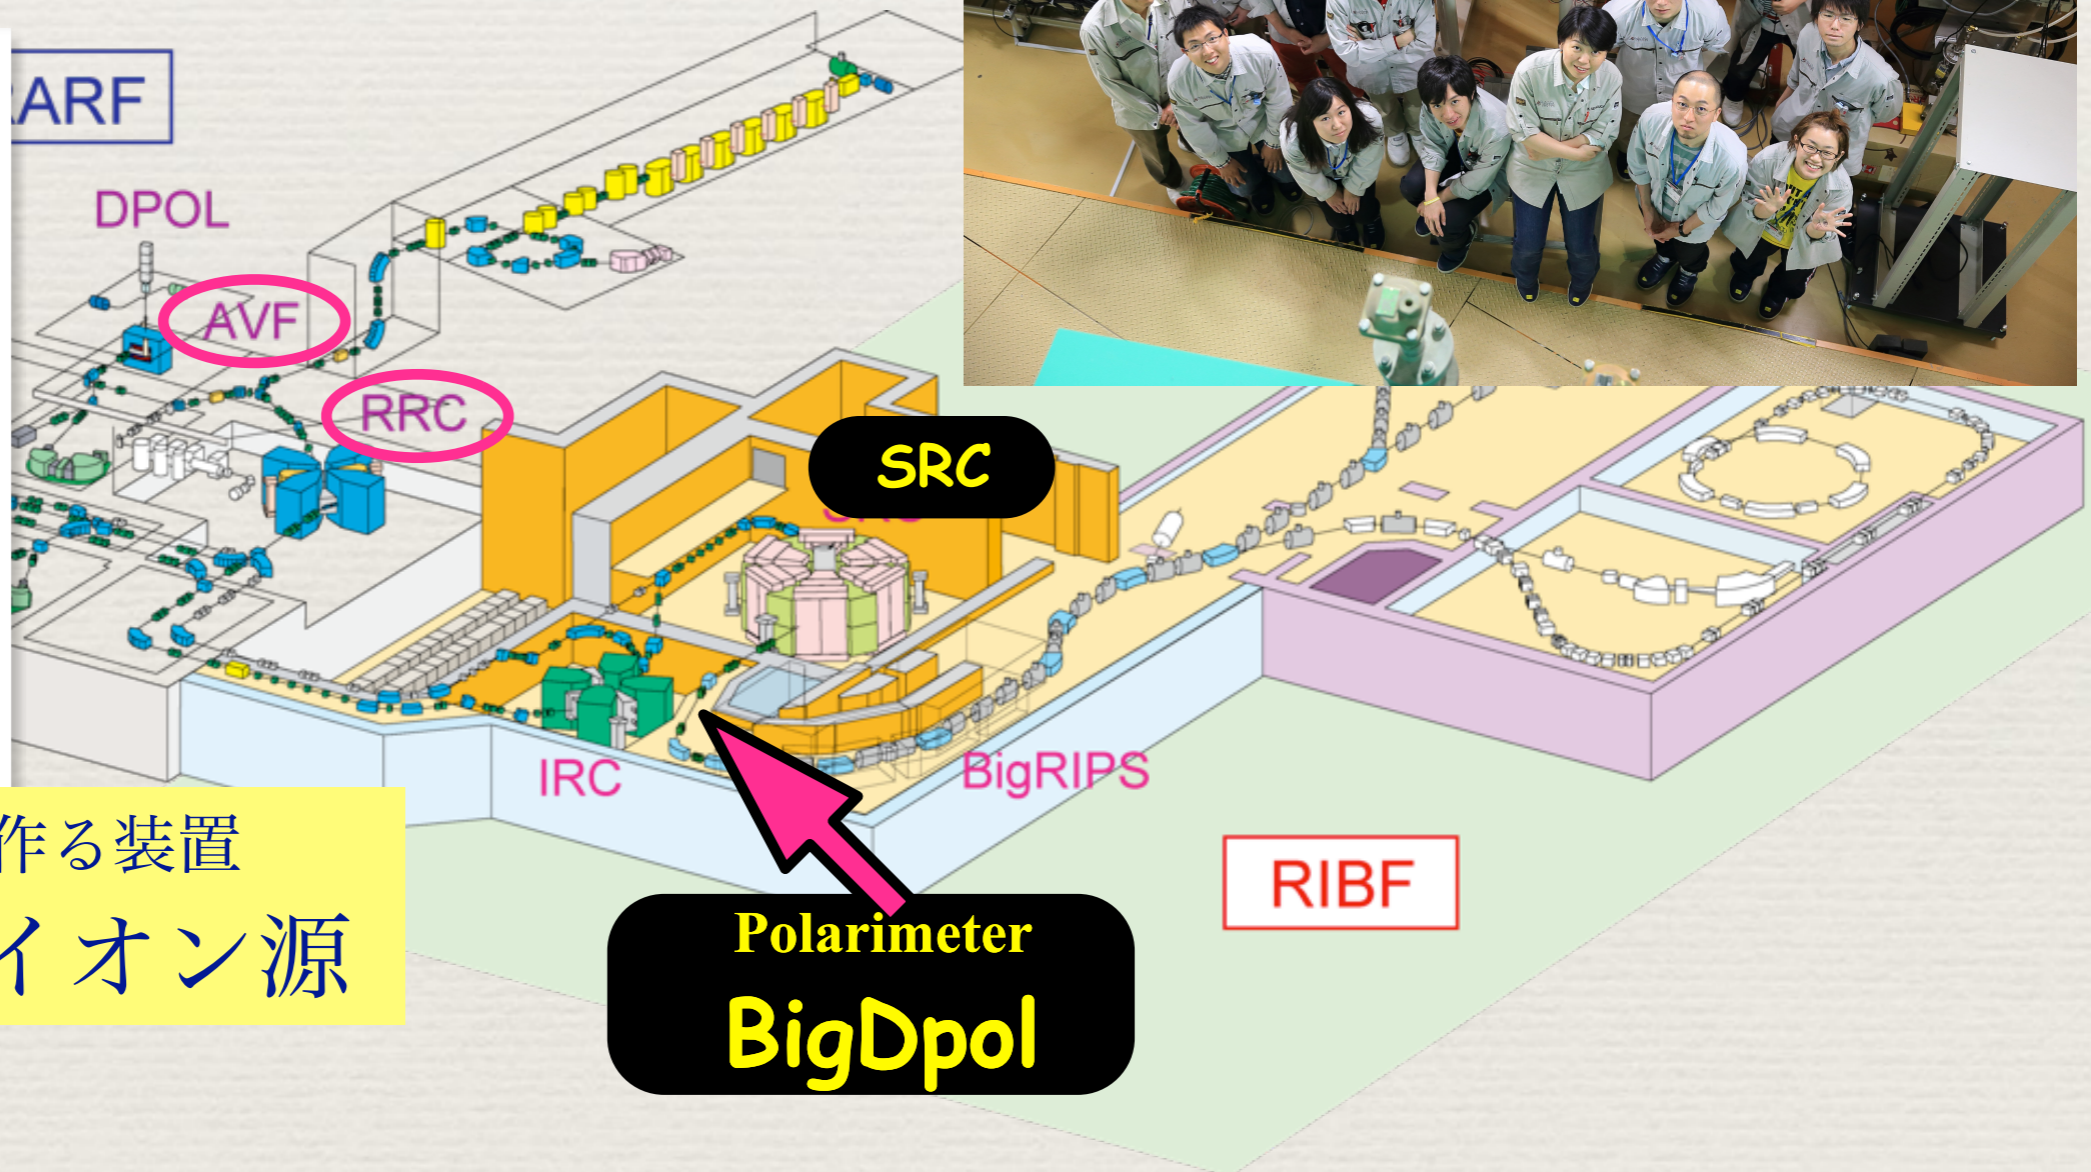 ARF
DPOL
AVF
RRC
SRC
IRC
BigRIPS
作る装置
イオン源
Polarimeter
BigDpol
RIBF